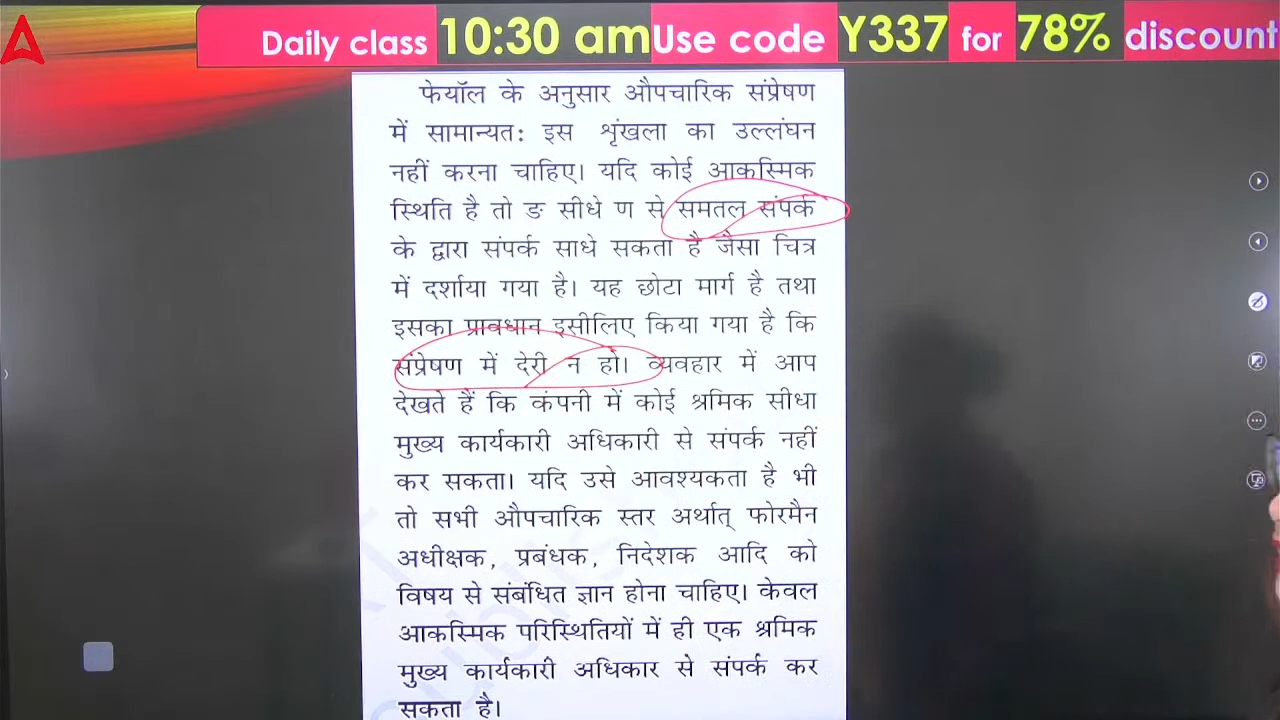 Daily class 10:30 am Use code Y337 for 78% discount
फेयॉल के अनुसार औपचारिक संप्रेषण
में सामान्यत: इस शृंखला का उल्लंघन
नहीं करना चाहिए। यदि कोई आकस्मिक
स्थिति है तो ङ सीधे ण से समतल संपर्क
के द्वारा संपर्क साधे सकता है जैसा चित्र
में दर्शाया गया है। यह छोटा मार्ग है तथा
इसका प्रावधान इसीलिए किया गया है कि
संप्रेषण में देरी न हो। व्यवहार में आप
देखते हैं कि कंपनी में कोई श्रमिक सीधा
मुख्य कार्यकारी अधिकारी से संपर्क नहीं
कर सकता। यदि उसे आवश्यकता है भी
तो सभी औपचारिक स्तर अर्थात् फोरमैन
अधीक्षक, प्रबंधक, निदेशक आदि को
विषय से संबंधित ज्ञान होना चाहिए। केवल
आकस्मिक परिस्थितियों में ही एक श्रमिक
मुख्य कार्यकारी अधिकार से संपर्क कर
सकता है।